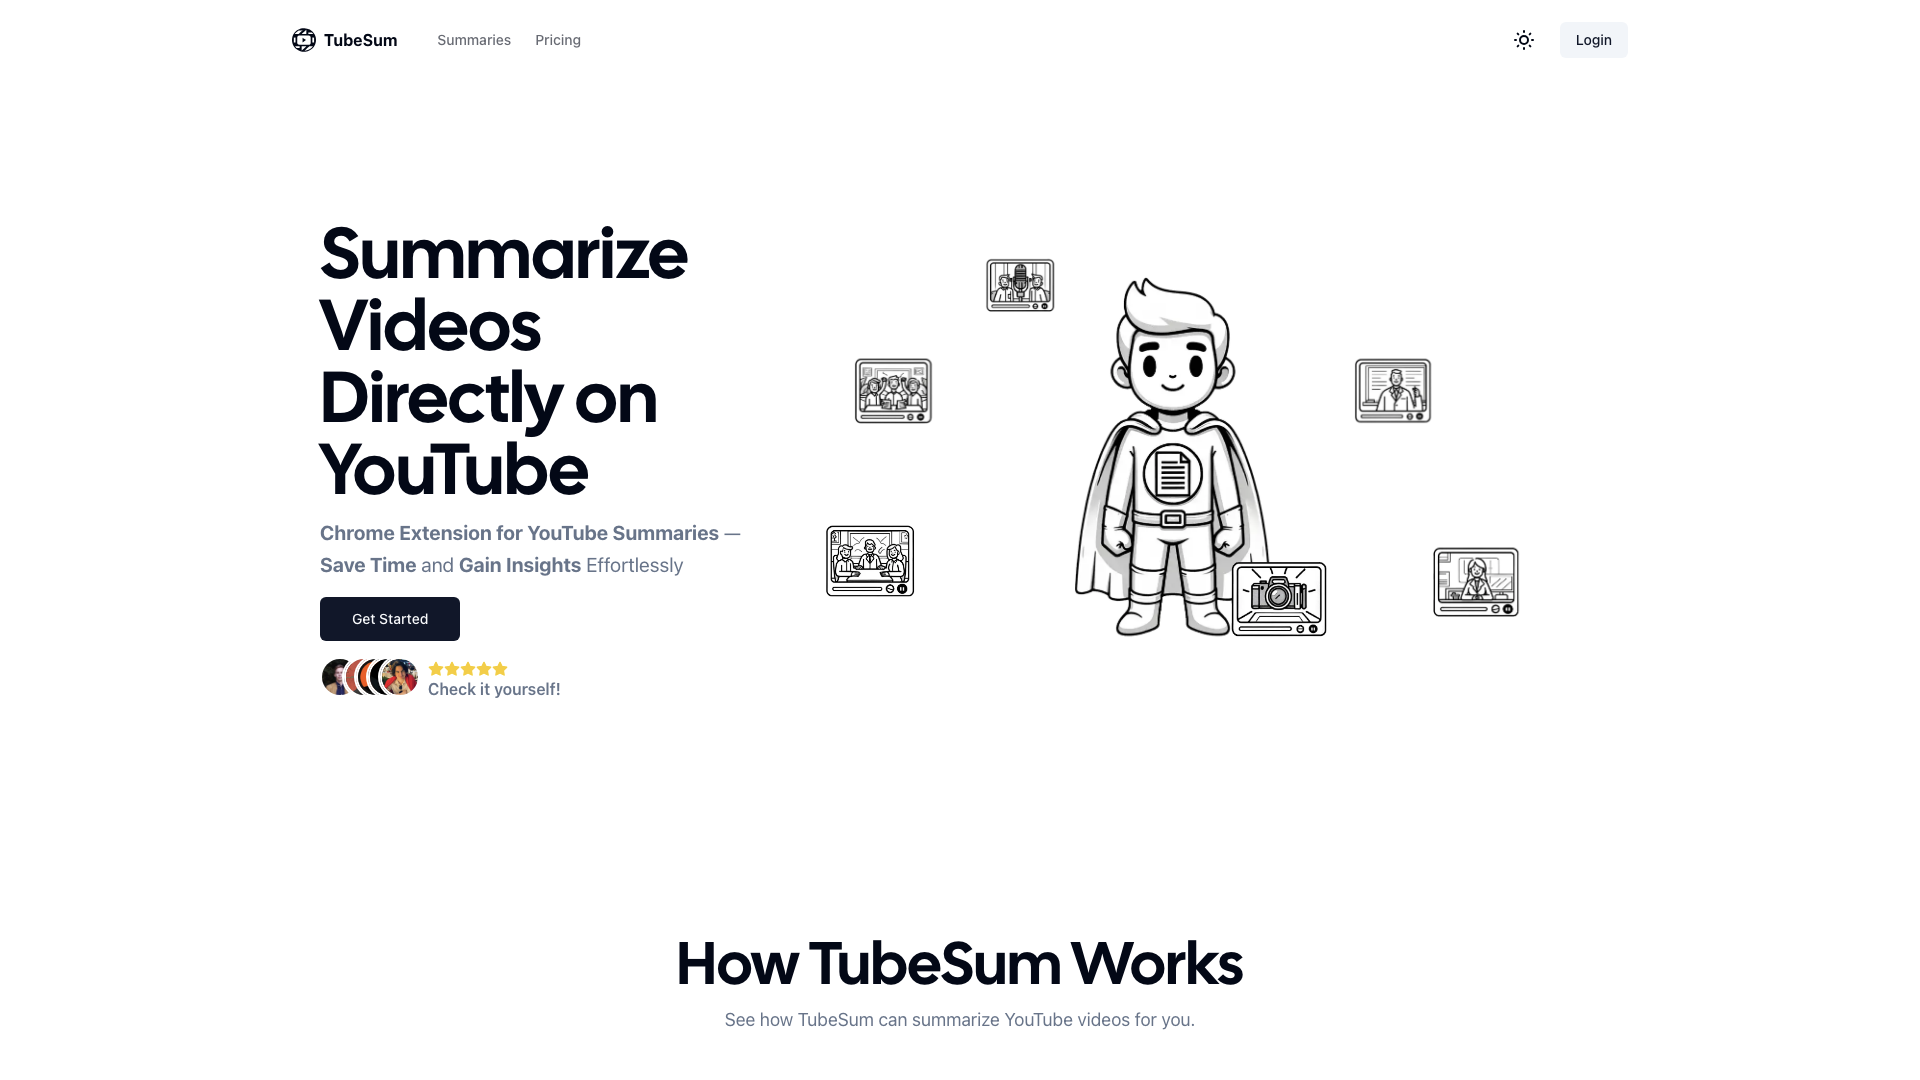 TubeSum
Summaries
Pricing
Login
Summarize
Videos
Directly on
YouTube
Chrome Extension for YouTube Summaries —
Save Time and Gain Insights Effortlessly
Get Started
Check it yourself!
How TubeSum Works
See how TubeSum can summarize YouTube videos for you.